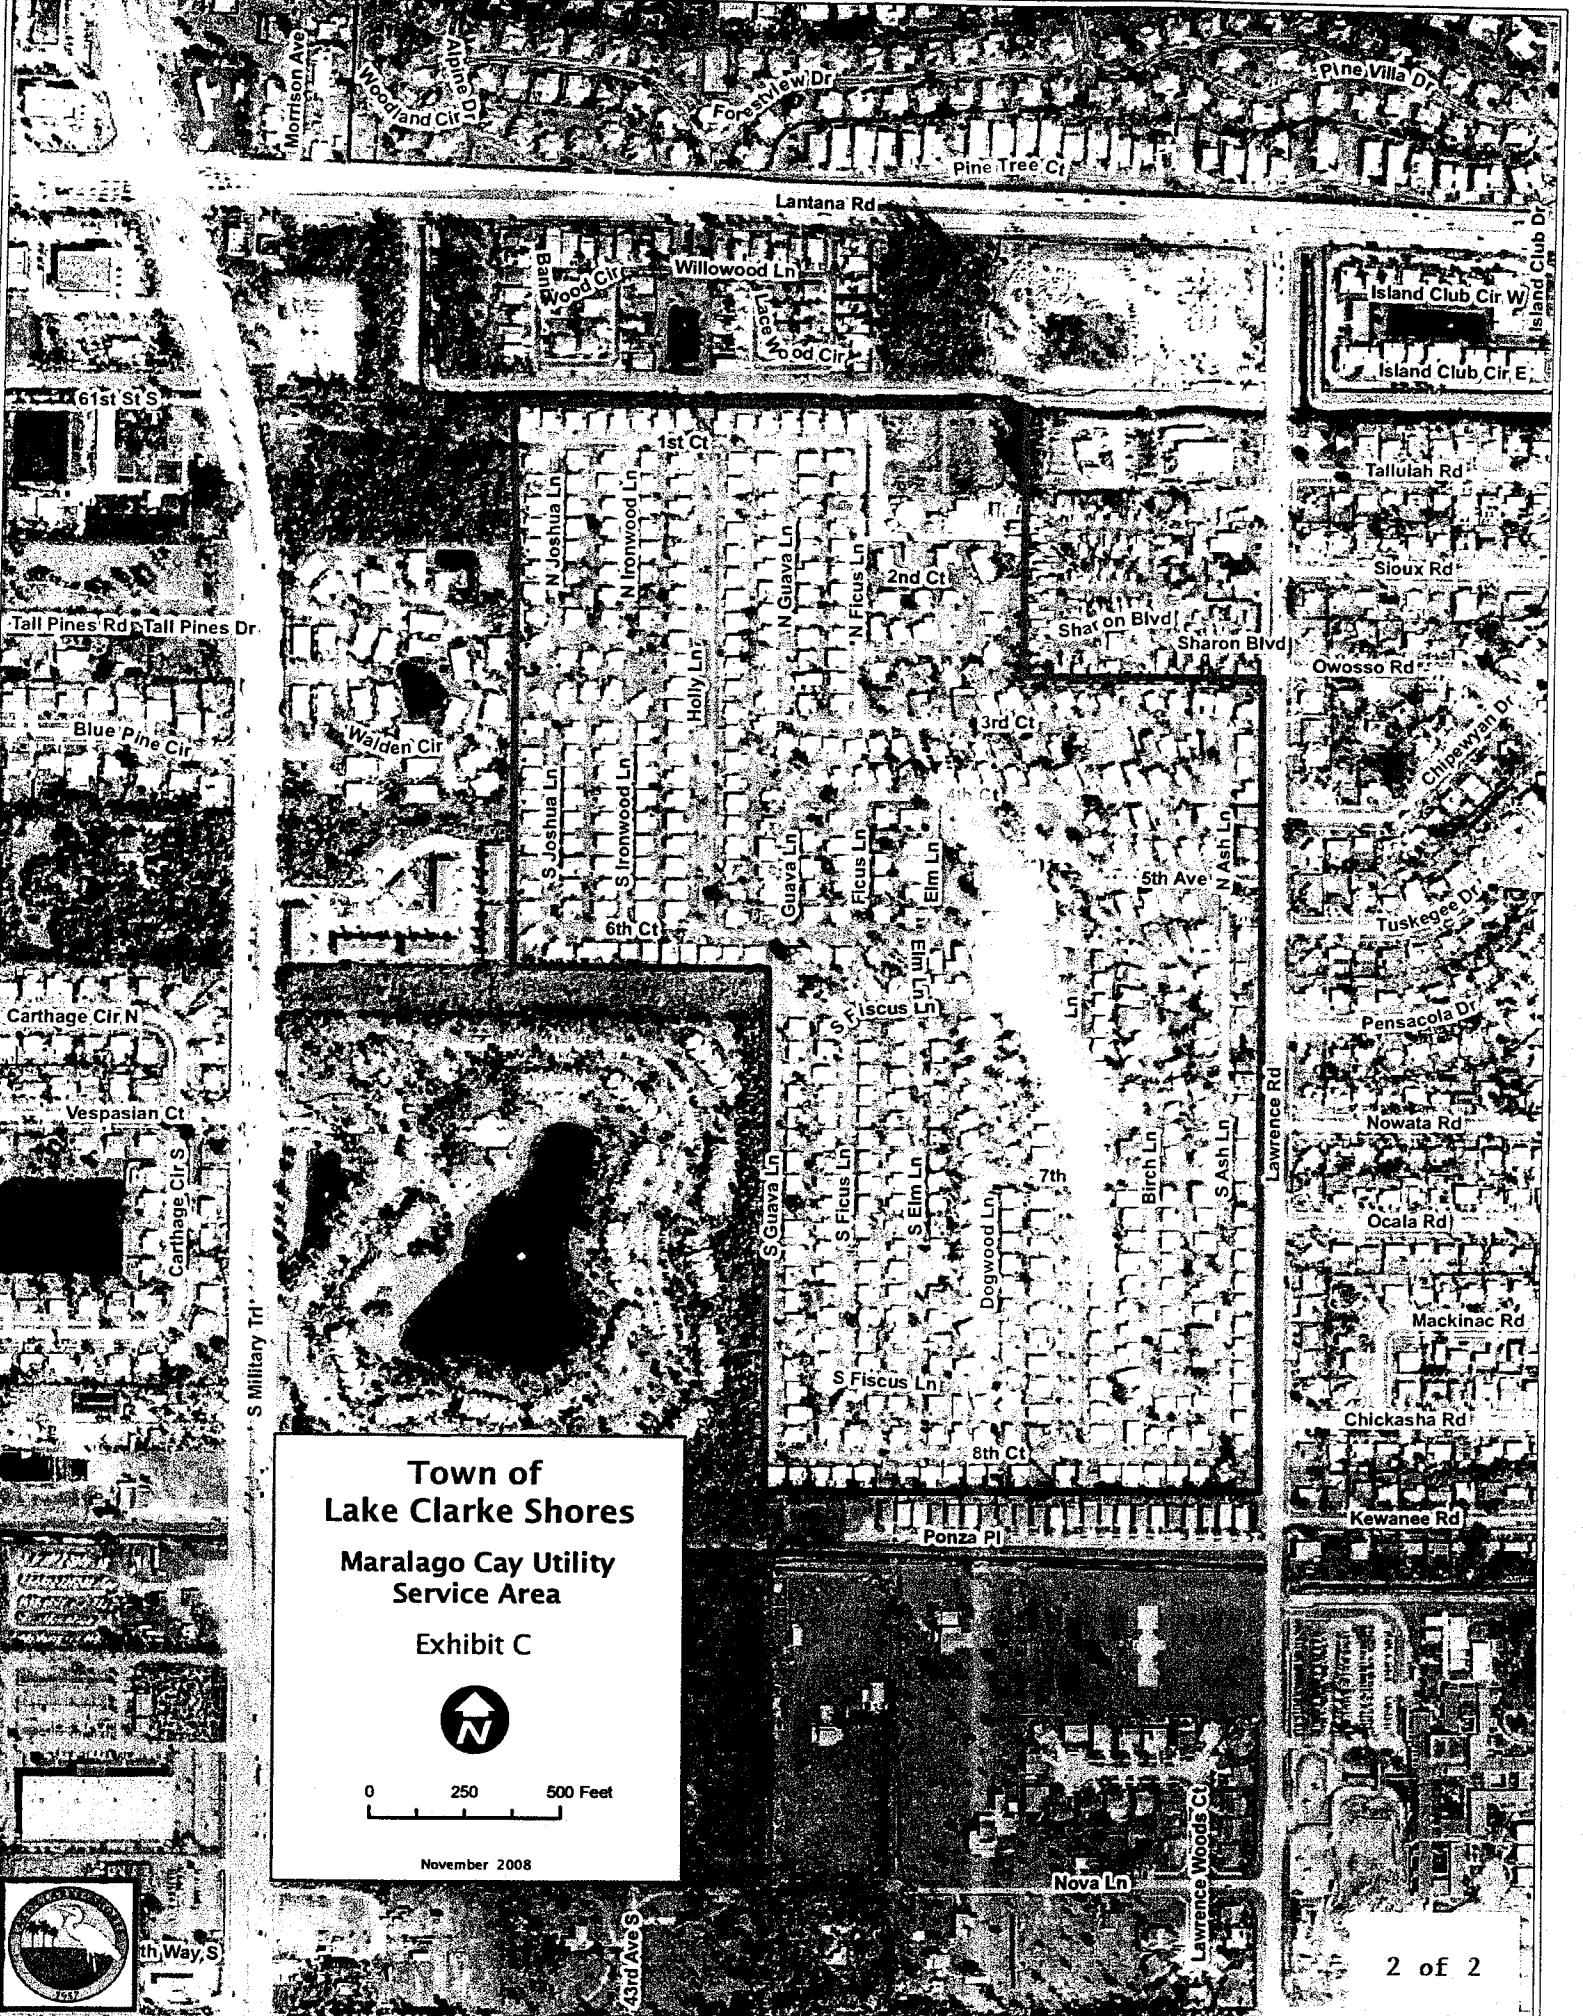 Morrison Ave
Woodland Cir
Alpine Dr
Forestview Dr
Pine Villa Dr
Pine Tree Ct
Lantana Rd
Island Club Dr
Wood Cir
Willowood Ln
Lace Wood Cir
Island Club Cir W
Island Club Cir E
61st St S
1st Ct
Tallulah Rd
N Joshua Ln
N Ironwood Ln
N Guava Ln
N Ficus Ln
2nd Ct
Sioux Rd
Tall Pines Rd
Tall Pines Dr
Sharon Blvd
Sharon Blvd
Owosso Rd
Holly Ln
3rd Ct
Blue Pine Cir
Walden Cir
Chipewyan Dr
4th Ct
S Joshua Ln
S Ironwood Ln
Guava Ln
Ficus Ln
Elm Ln
5th Ave
N Ash Ln
Tuskegee Dr
6th Ct
Elm Ln
S Fiscus Ln
Ln
Carthage Cir N
Pensacola Dr
Vespasian Ct
Nowata Rd
Lawrence Rd
Carthage Cir S
S Guava Ln
S Ficus Ln
S Elm Ln
Dogwood Ln
7th
Birch Ln
S Ash Ln
Ocala Rd
Mackinac Rd
S Military Trl
S Fiscus Ln
Chickasha Rd
8th Ct
Kewanee Rd
Ponza Pl
Town of
Lake Clarke Shores
Maralago Cay Utility
Service Area
Exhibit C
N
0 250 500 Feet
November 2008
Nova Ln
Lawrence Woods Ct
43rd Ave S
th Way S
1957
2 of 2